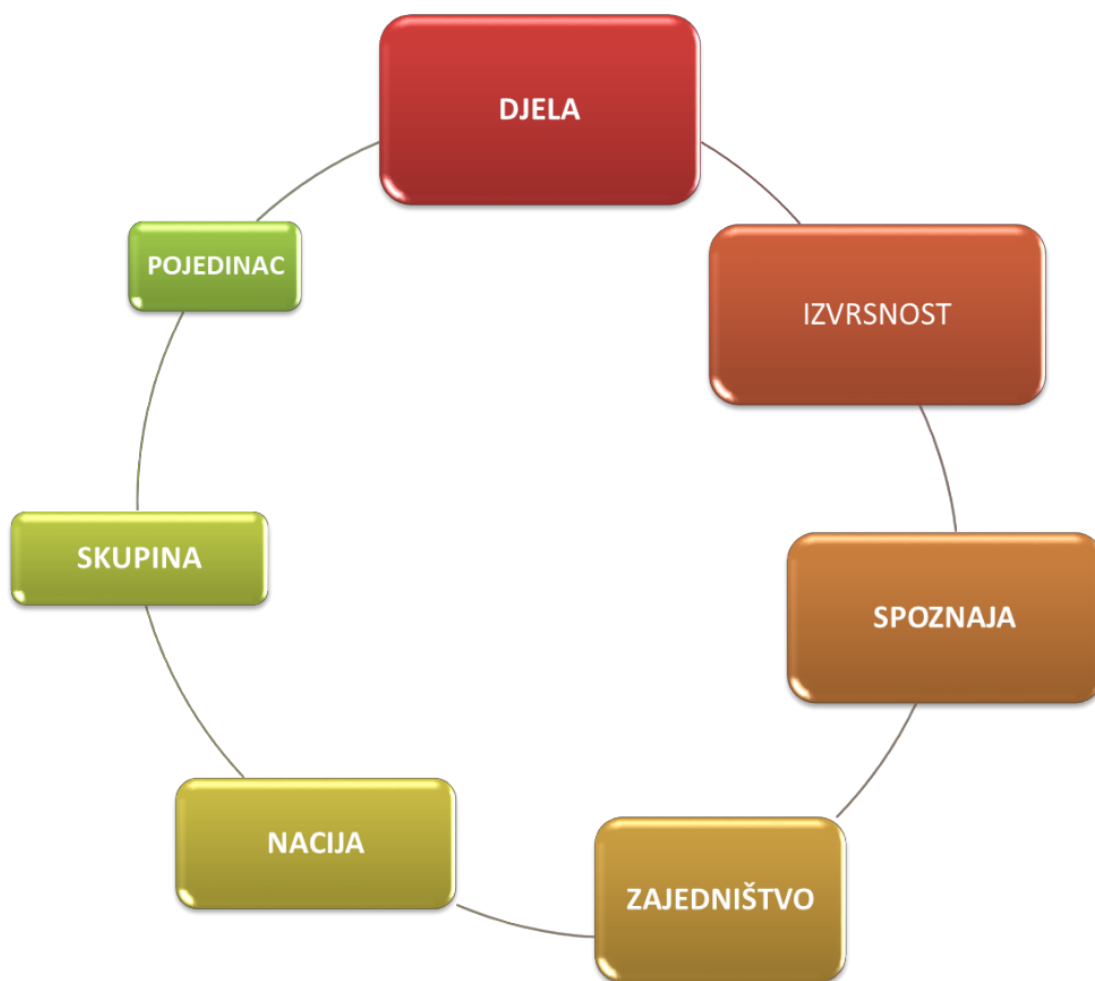 DJELA
IZVRSNOST
SPOZNAJA
ZAJEDNIŠTVO
NACIJA
SKUPINA
POJEDINAC